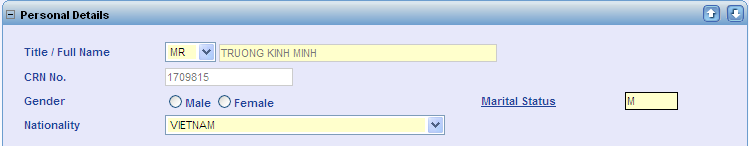 Personal Details
Title / Full Name MR TRUONG KINH MINH
CRN No. 1709815
Gender Male Female Marital Status M
Nationality VIETNAM